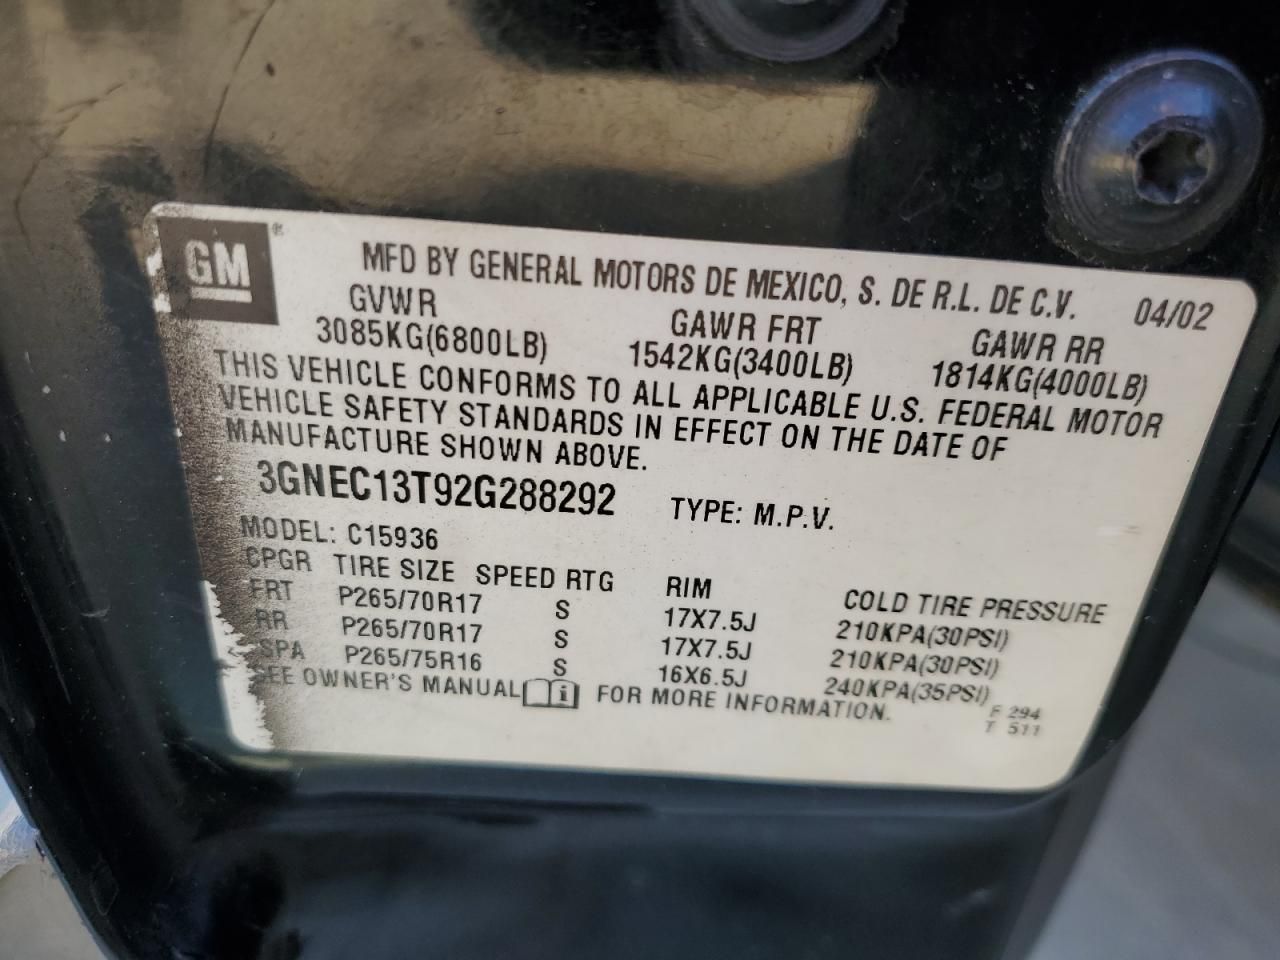 GM ®
MFD BY GENERAL MOTORS DE MEXICO, S. DE R.L. DE C.V. 04/02
GVWR GAWR FRT GAWR RR
3085KG(6800LB) 1542KG(3400LB) 1814KG(4000LB)
THIS VEHICLE CONFORMS TO ALL APPLICABLE U.S. FEDERAL MOTOR
VEHICLE SAFETY STANDARDS IN EFFECT ON THE DATE OF
MANUFACTURE SHOWN ABOVE.
3GNEC13T92G288292 TYPE: M.P.V.
MODEL: C15936
CPGR TIRE SIZE SPEED RTG RIM COLD TIRE PRESSURE
FRT P265/70R17 S 17X7.5J 210KPA(30PSI)
RR P265/70R17 S 17X7.5J 210KPA(30PSI)
SPA P265/75R16 S 16X6.5J 240KPA(35PSI)
SEE OWNER'S MANUAL i FOR MORE INFORMATION.
F 294
T 511